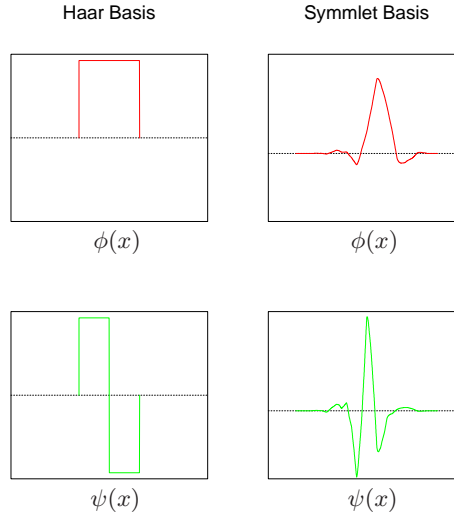 Haar Basis
Symmlet Basis
ϕ(x)
ϕ(x)
ψ(x)
ψ(x)